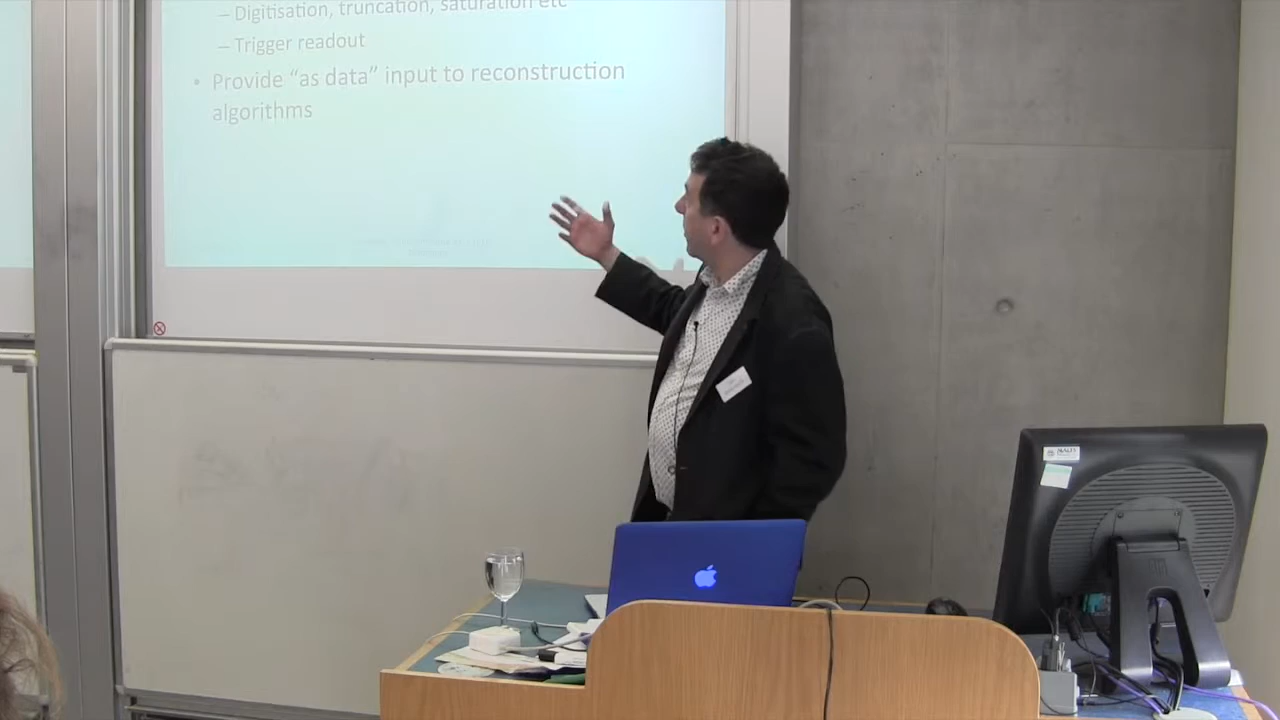 – Digitisation, truncation, saturation etc
– Trigger readout
• Provide “as data” input to reconstruction
algorithms